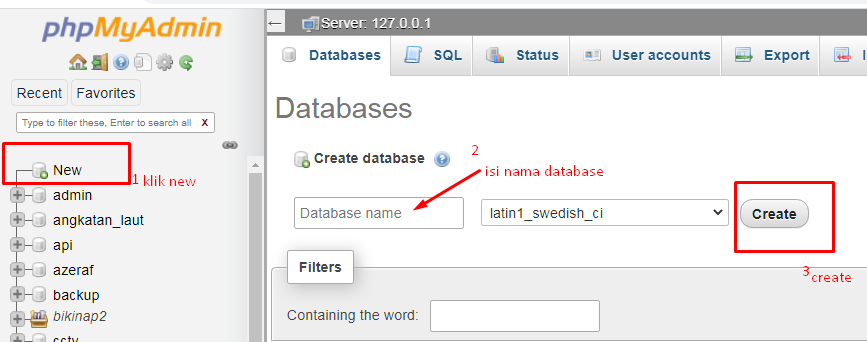 phpMyAdmin
Recent Favorites
Type to filter these, Enter to search all X
New
1 klik new
admin
angkatan_laut
api
azeraf
backup
bikinap2
Server: 127.0.0.1
Databases SQL Status User accounts Export
Databases
Create database
2
isi nama database
Database name latin1_swedish_ci Create
3 create
Filters
Containing the word: